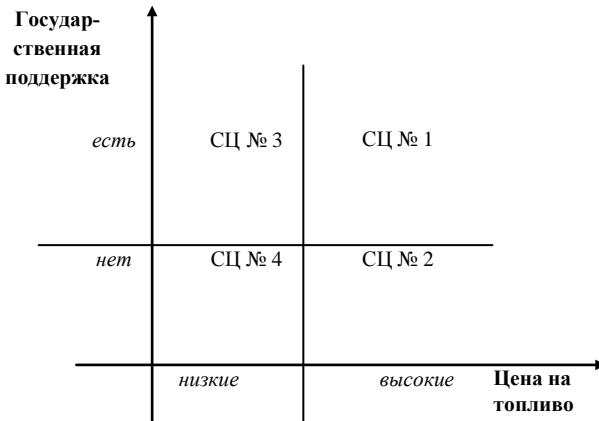 Государ-
ственная
поддержка
есть СЦ № 3 СЦ № 1
нет СЦ № 4 СЦ № 2
низкие высокие Цена на
топливо